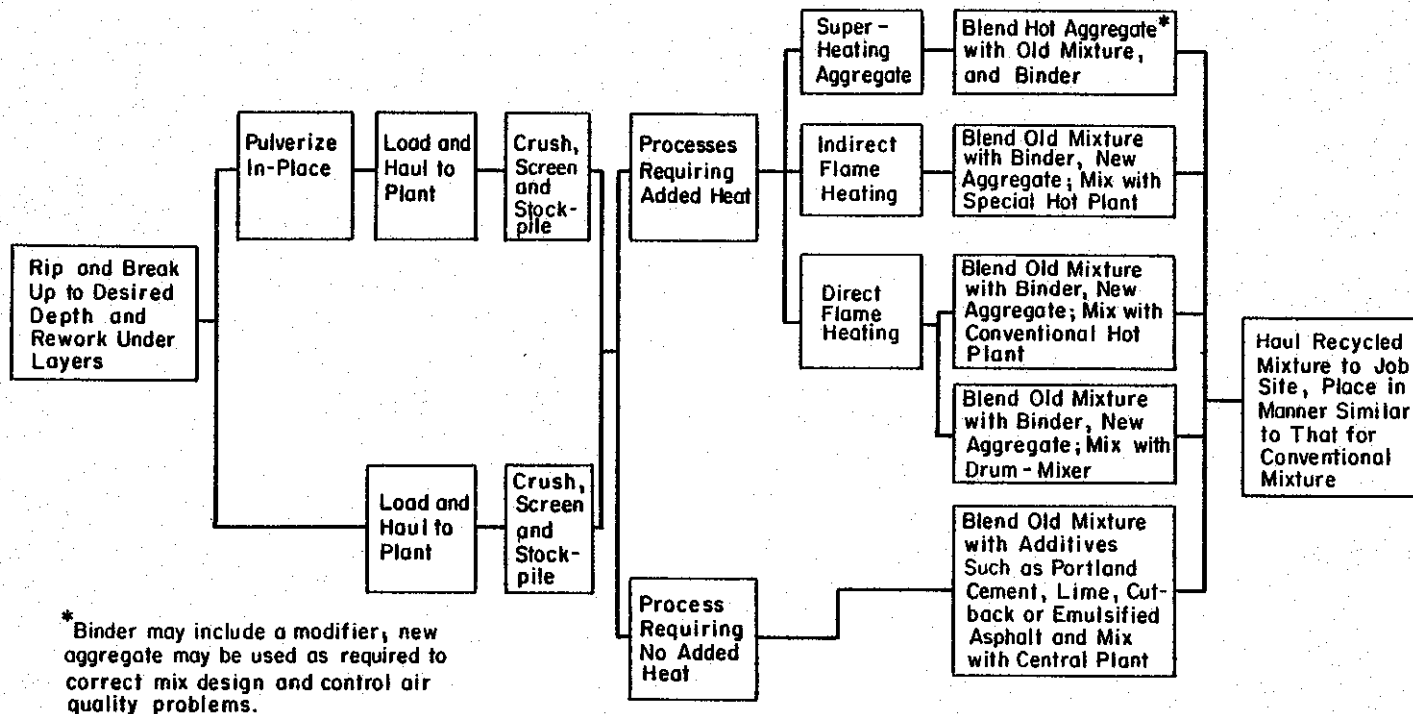 Rip and Break
Up to Desired
Depth and
Rework Under
Layers
Pulverize
In-Place
Load and
Haul to
Plant
Crush,
Screen
and
Stock-
pile
Load and
Haul to
Plant
Crush,
Screen
and
Stock-
pile
Processes
Requiring
Added Heat
Process
Requiring
No Added
Heat
Super-
Heating
Aggregate
Indirect
Flame
Heating
Direct
Flame
Heating
Blend Hot Aggregate*
with Old Mixture,
and Binder
Blend Old Mixture
with Binder, New
Aggregate; Mix with
Special Hot Plant
Blend Old Mixture
with Binder, New
Aggregate; Mix with
Conventional Hot
Plant
Blend Old Mixture
with Binder, New
Aggregate; Mix with
Drum-Mixer
Blend Old Mixture
with Additives
Such as Portland
Cement, Lime, Cut-
back or Emulsified
Asphalt and Mix
with Central Plant
Haul Recycled
Mixture to Job
Site, Place in
Manner Similar
to That for
Conventional
Mixture
*Binder may include a modifier, new
aggregate may be used as required to
correct mix design and control air
quality problems.